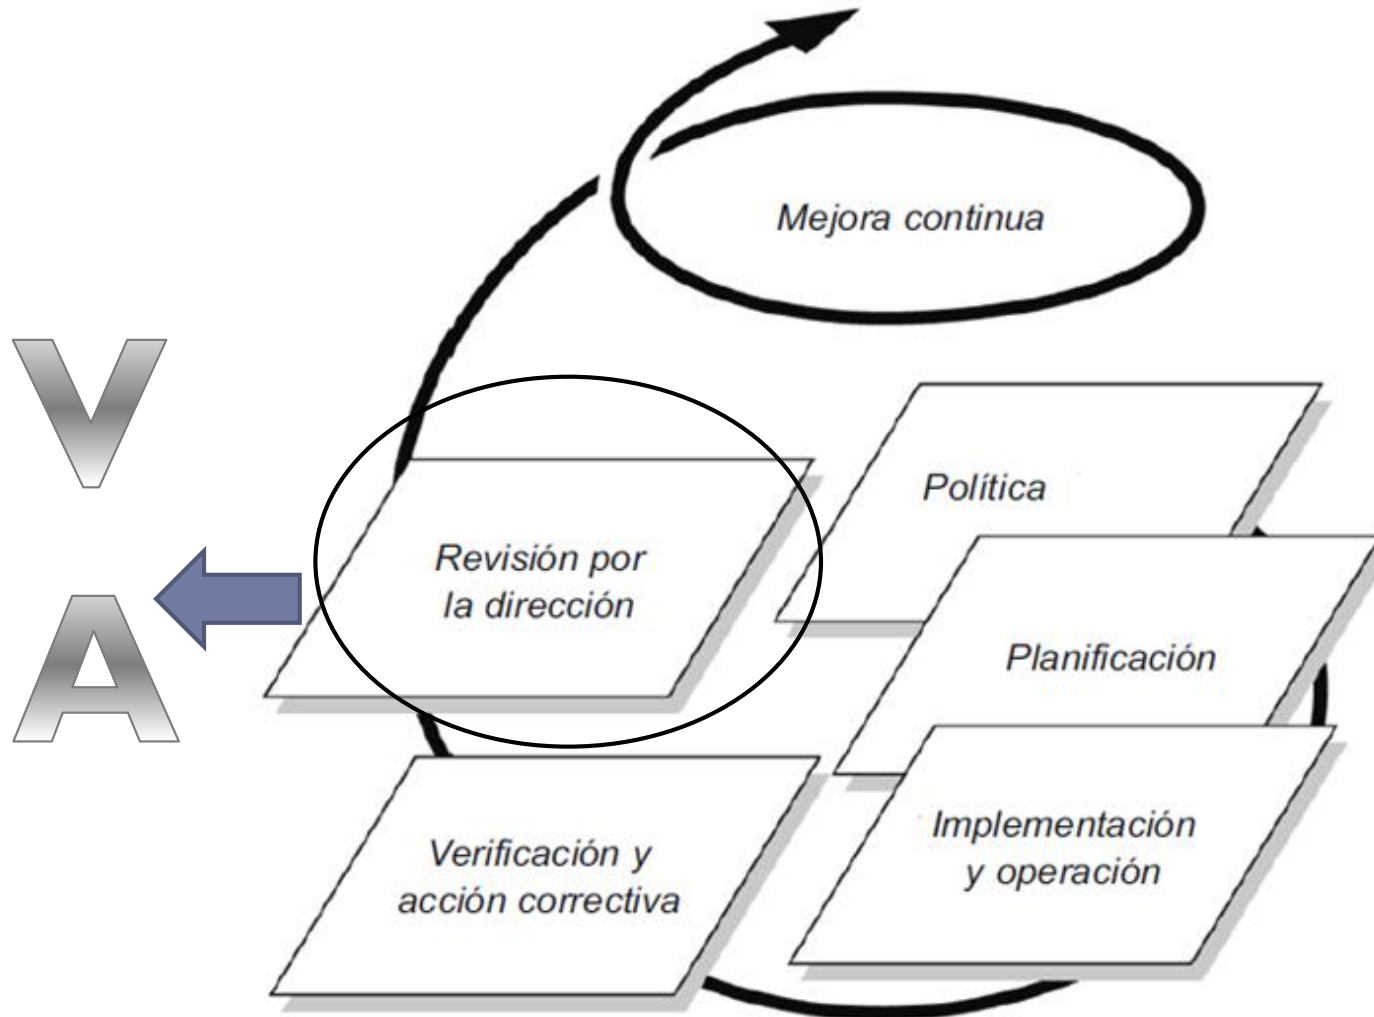 Mejora continua
V
A
Revisión por
la dirección
Política
Planificación
Implementación
y operación
Verificación y
acción correctiva